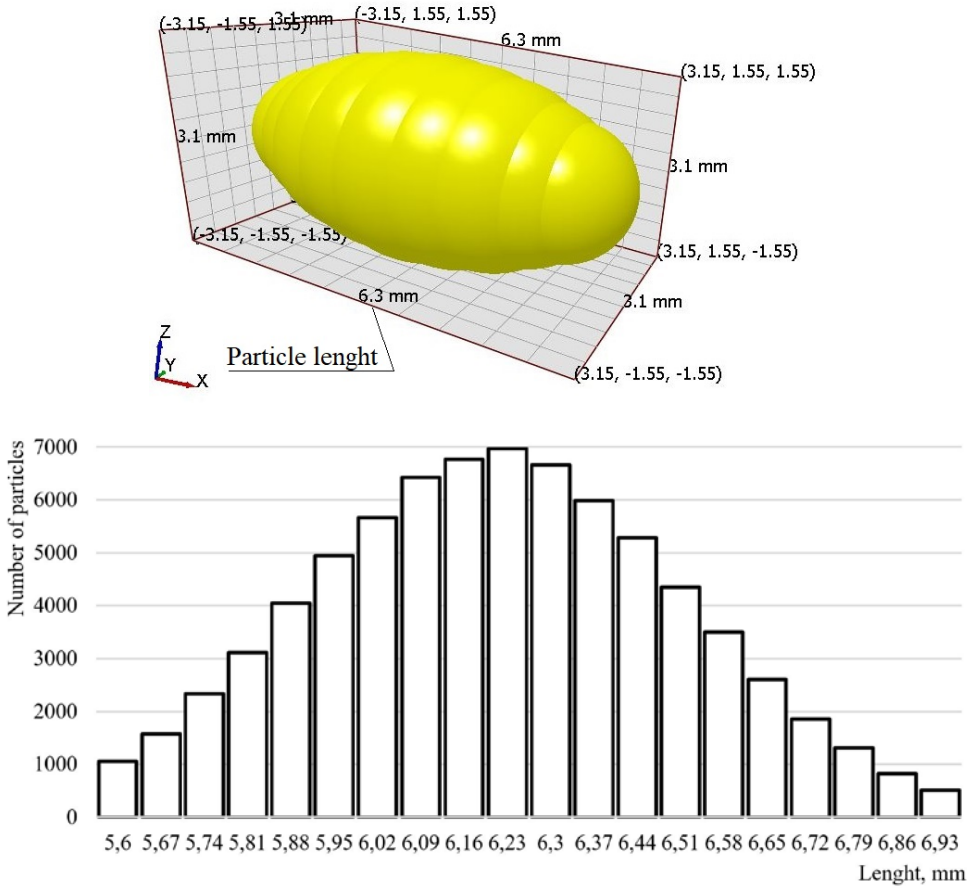 (-3.15, -1.55, 1.55)
3.1 mm
(-3.15, 1.55, 1.55)
6.3 mm
(3.15, 1.55, 1.55)
3.1 mm
3.1 mm
(-3.15, -1.55, -1.55)
(3.15, 1.55, -1.55)
6.3 mm
3.1 mm
Z
Y
X
Particle lenght
(3.15, -1.55, -1.55)
Number of particles
7000
6000
5000
4000
3000
2000
1000
0
5,6 5,67 5,74 5,81 5,88 5,95 6,02 6,09 6,16 6,23 6,3 6,37 6,44 6,51 6,58 6,65 6,72 6,79 6,86 6,93
Lenght, mm